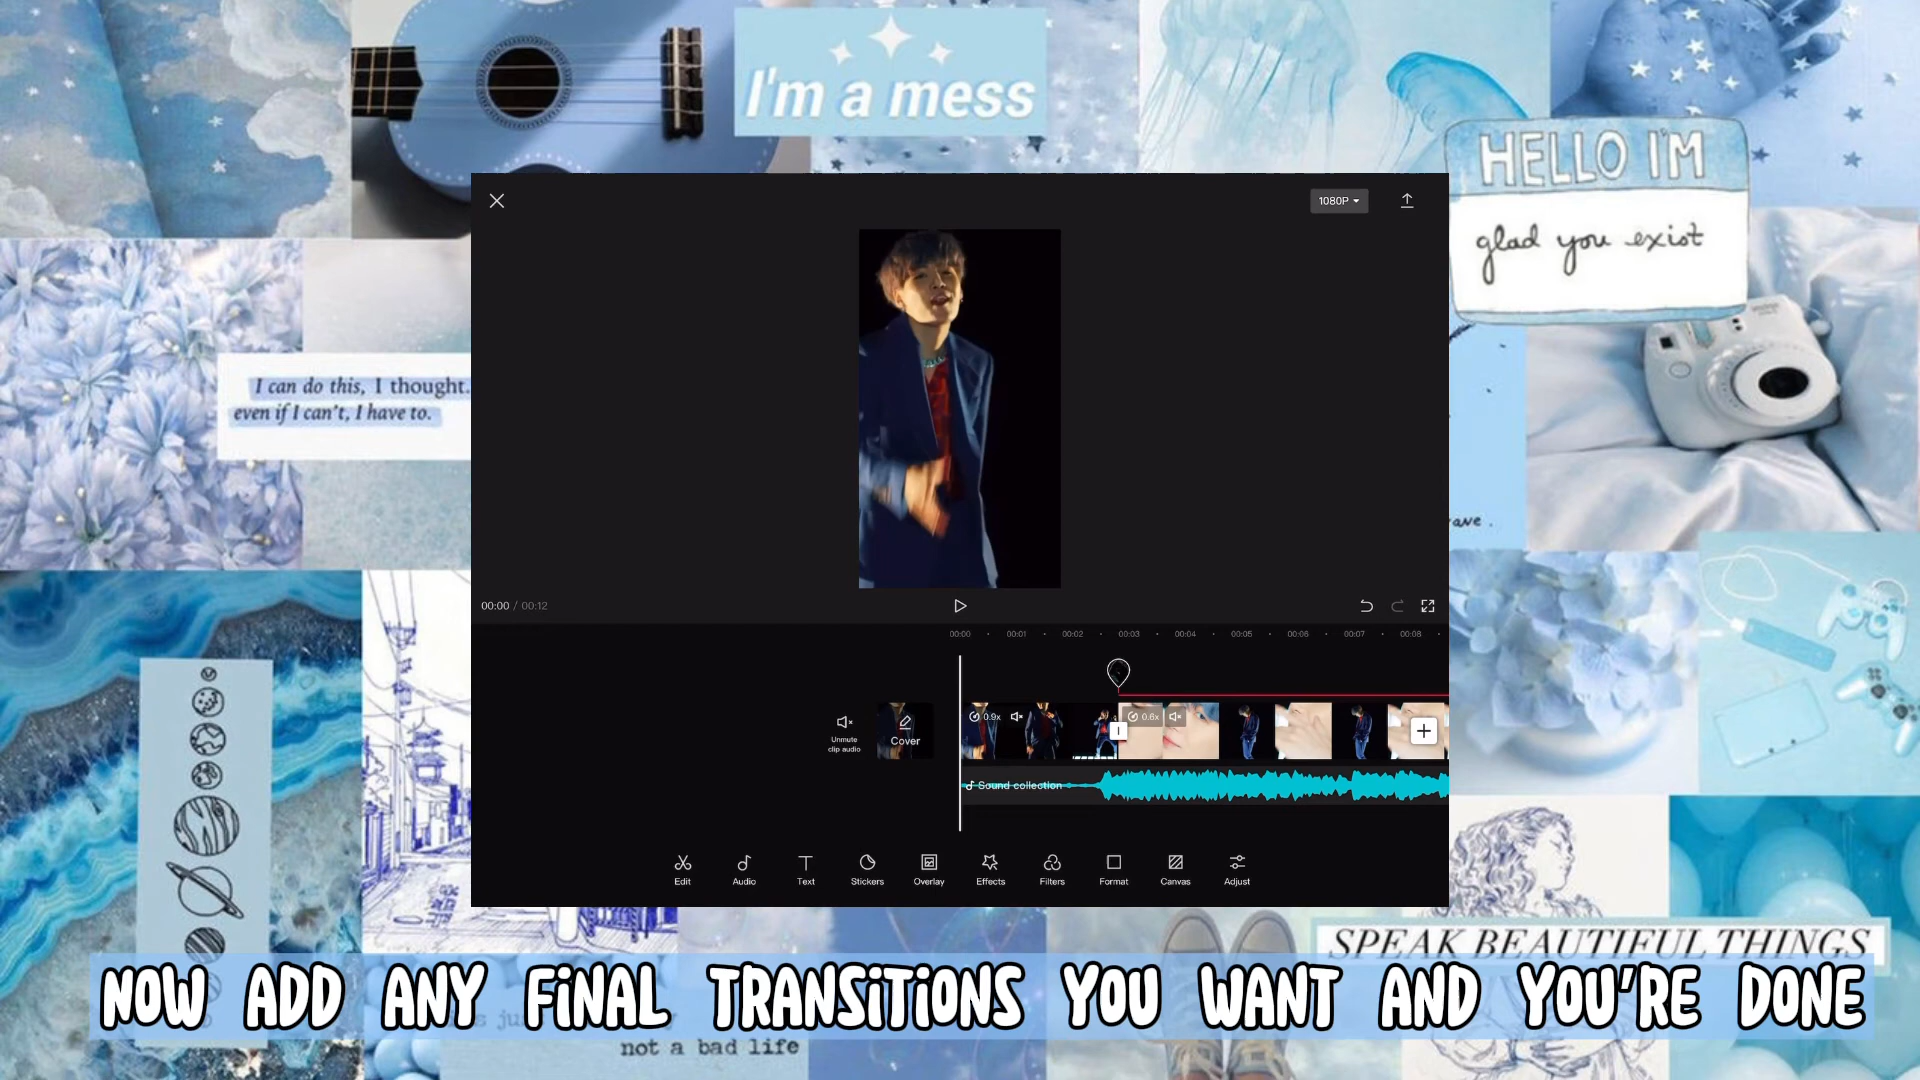 I'm a mess
HELLO I'M
glad you exist
1080P
I can do this, I thought.
even if I can't, I have to.
ave.
00:00 / 00:12
00:00 00:01 00:02 00:03 00:04 00:05 00:06 00:07 00:08
0.9x
0.6x
Unmute
clip audio
Cover
Sound collection
Edit Audio Text Stickers Overlay Effects Filters Format Canvas Adjust
SPEAK BEAUTIFUL THINGS
NOW ADD ANY FiNAL TRANSiTiONS YOU WANT AND YOU'RE DONE
not a bad life